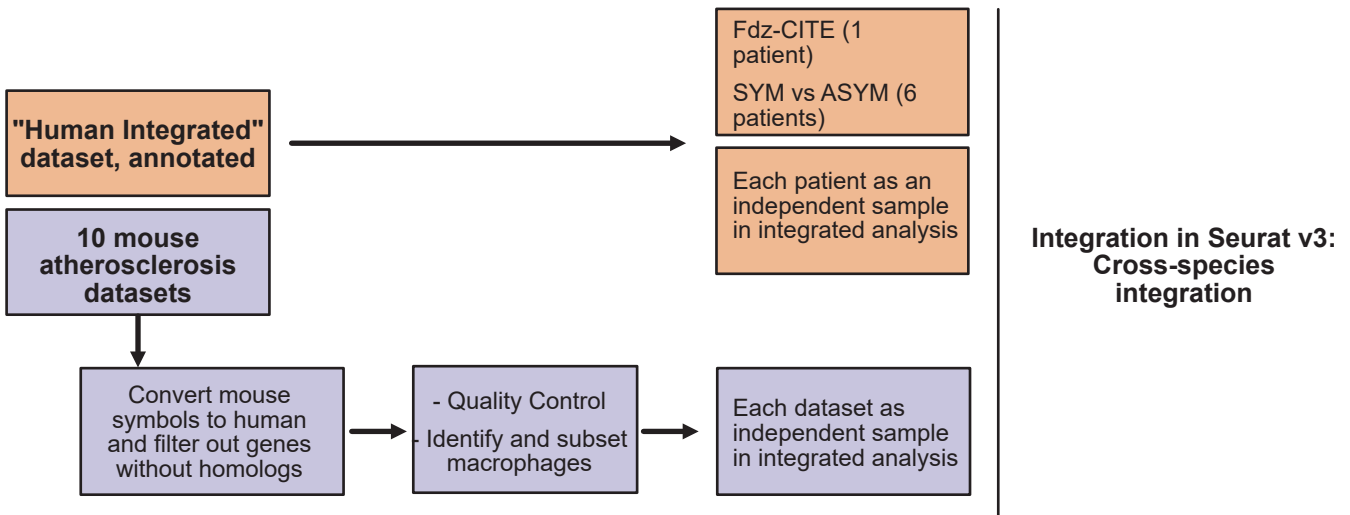 "Human Integrated"
dataset, annotated
Fdz-CITE (1
patient)
SYM vs ASYM (6
patients)
Each patient as an
independent sample
in integrated analysis
10 mouse
atherosclerosis
datasets
Convert mouse
symbols to human
and filter out genes
without homologs
- Quality Control
- Identify and subset
macrophages
Each dataset as
independent sample
in integrated analysis
Integration in Seurat v3:
Cross-species
integration